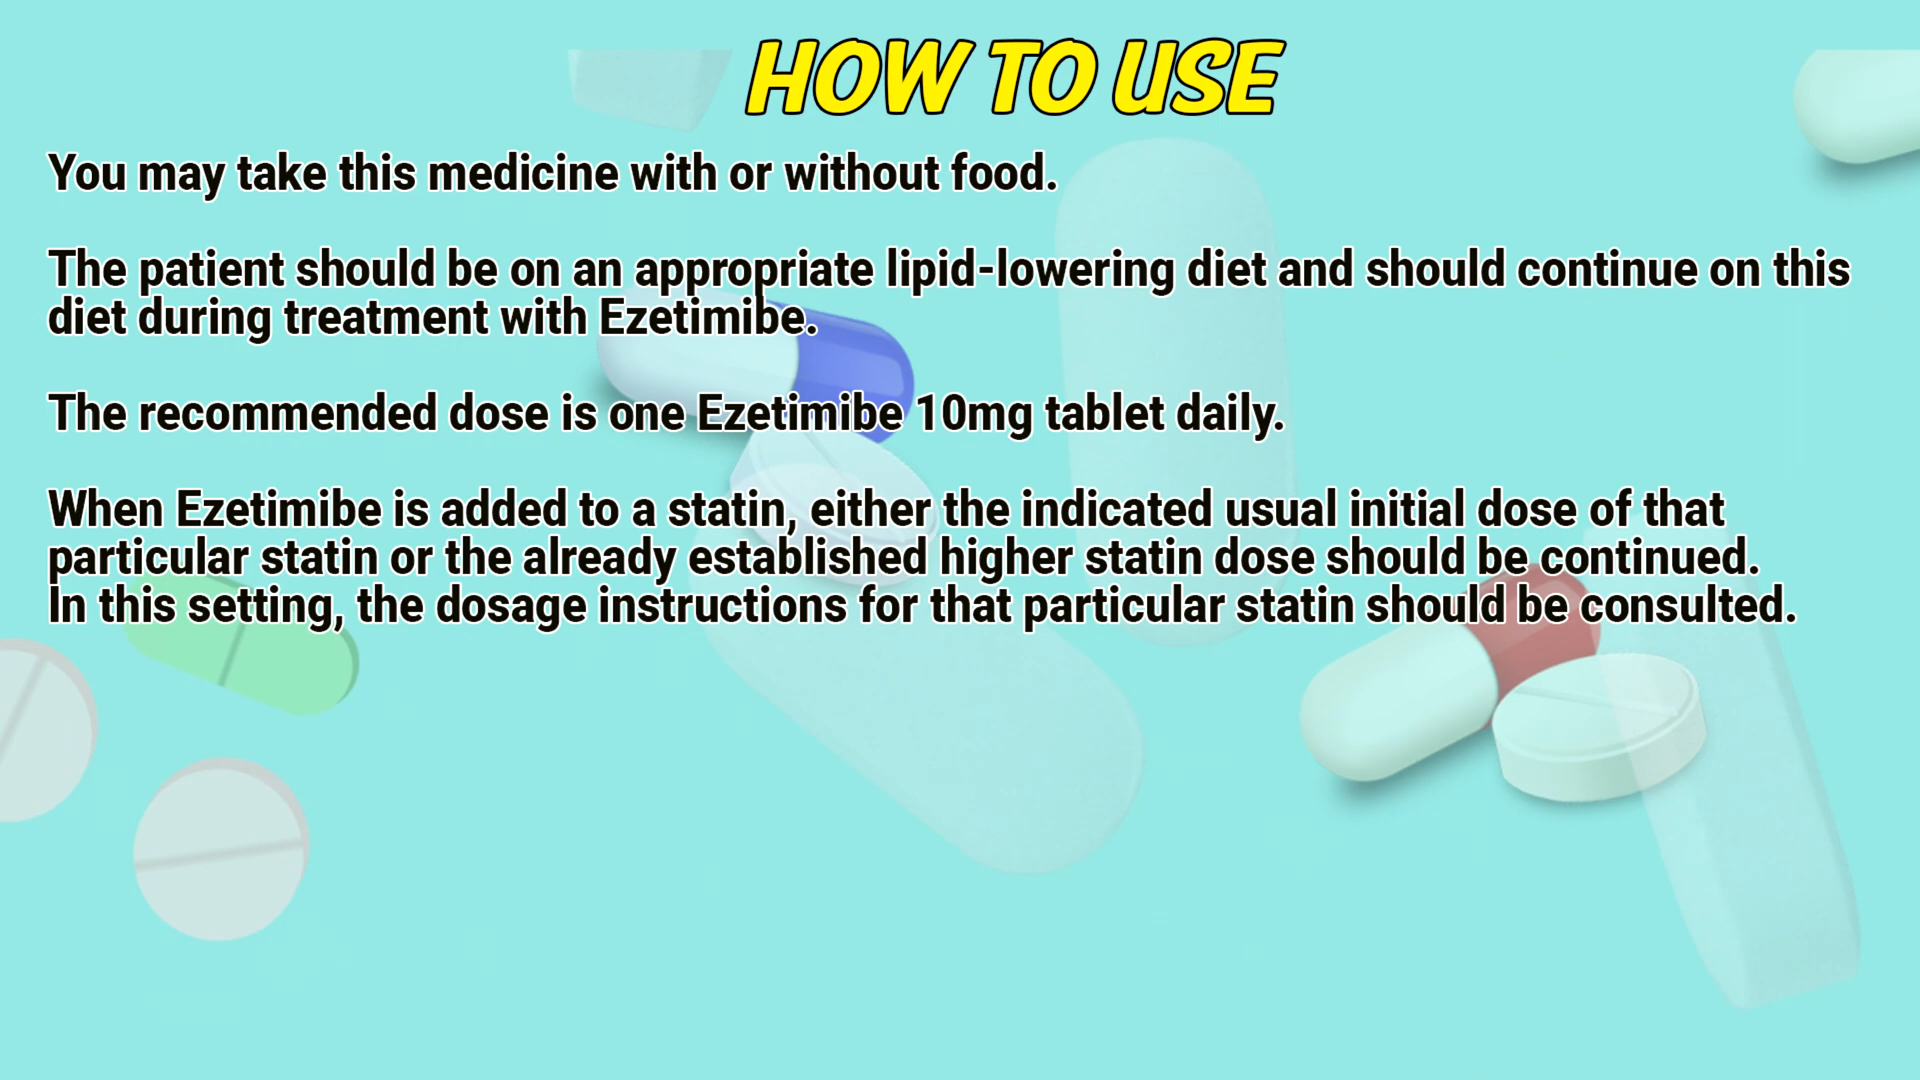 HOW TO USE
You may take this medicine with or without food.
The patient should be on an appropriate lipid-lowering diet and should continue on this
diet during treatment with Ezetimibe.
The recommended dose is one Ezetimibe 10mg tablet daily.
When Ezetimibe is added to a statin, either the indicated usual initial dose of that
particular statin or the already established higher statin dose should be continued.
In this setting, the dosage instructions for that particular statin should be consulted.